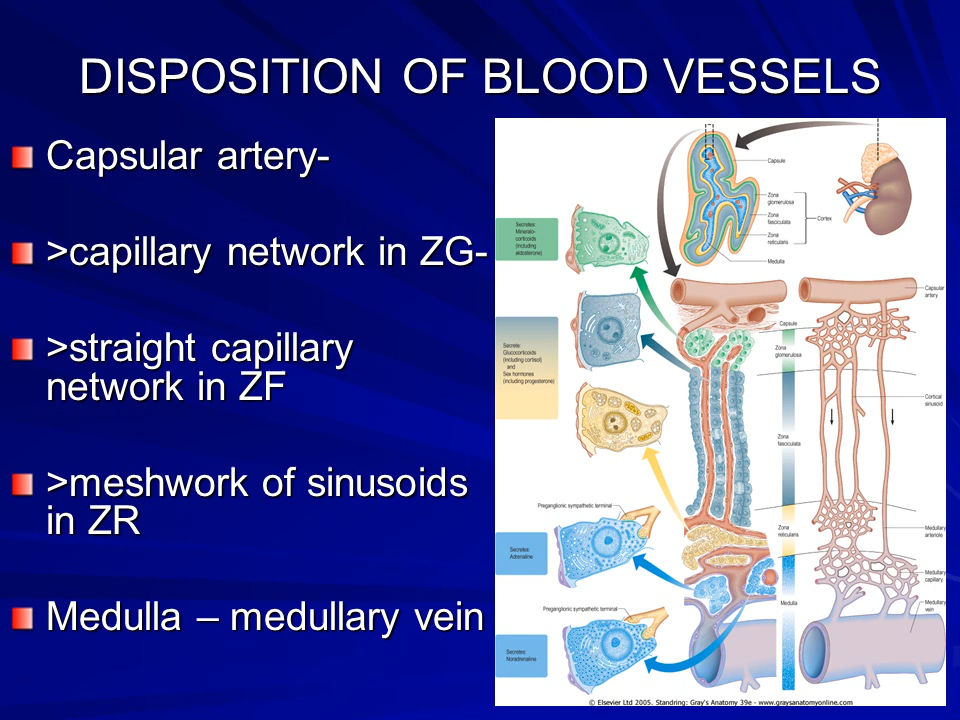 DISPOSITION OF BLOOD VESSELS
Capsular artery-
>capillary network in ZG-
>straight capillary
network in ZF
>meshwork of sinusoids
in ZR
Medulla – medullary vein
Capsule
Zona
glomerulosa
Zona
fasciculata
Cortex
Zona
reticularis
Medulla
Secretes:
Mineralo-
corticoids
(including
aldosterone)
Capsular
artery
Capsule
Zona
glomerulosa
Secrete:
Glucocorticoids
(including cortisol)
and
Sex hormones
(including progesterone)
Cortical
sinusoid
Zona
fasciculata
Preganglionic sympathetic terminal
Zona
reticularis
Medullary
arteriole
Secretes:
Adrenaline
Medullary
capillary
Medulla
Medullary
vein
Preganglionic sympathetic terminal
Secretes:
Noradrenaline
© Elsevier Ltd 2005. Standring: Gray's Anatomy 39e - www.graysanatomyonline.com